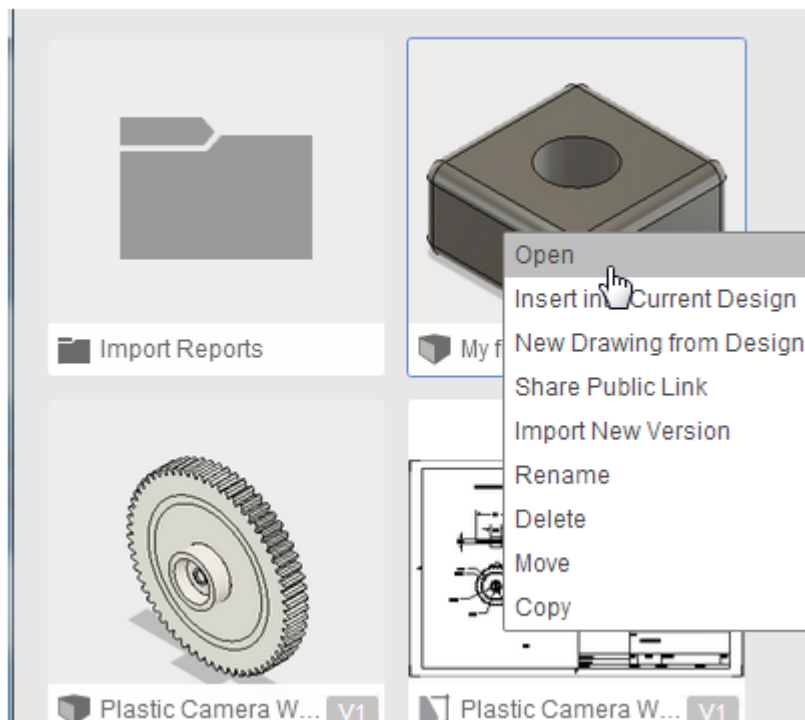 Open
Insert in Current Design
Import Reports
My f
New Drawing from Design
Share Public Link
Import New Version
Rename
Delete
Move
Copy
Plastic Camera W... V1
Plastic Camera W... V1